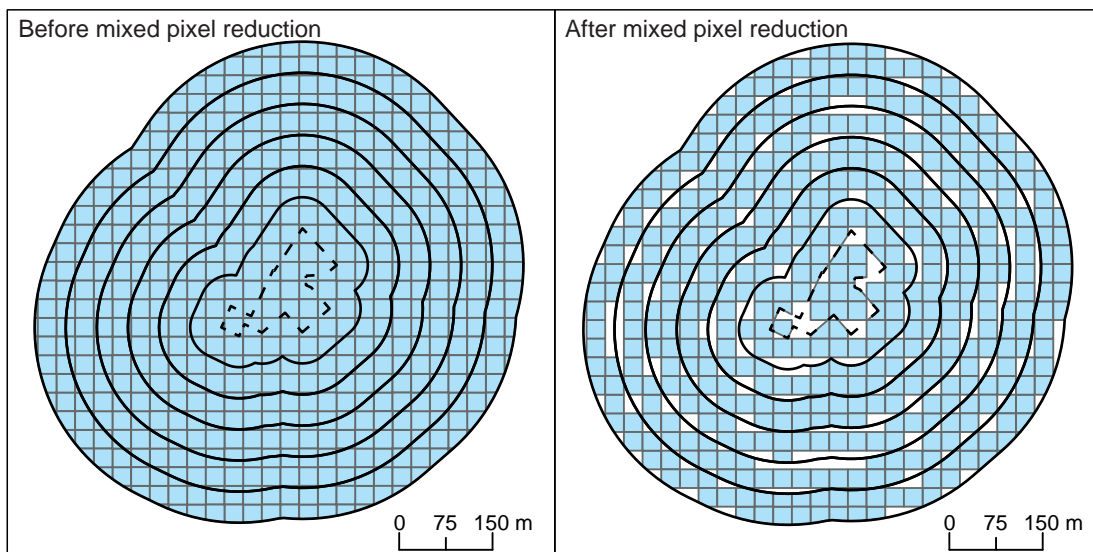 Before mixed pixel reduction
After mixed pixel reduction
0 75 150 m
0 75 150 m